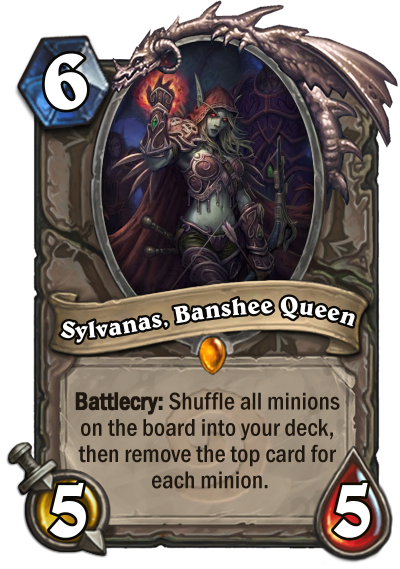 6
Sylvanas, Banshee Queen
Battlecry: Shuffle all minions
on the board into your deck,
then remove the top card for
each minion.
5
5